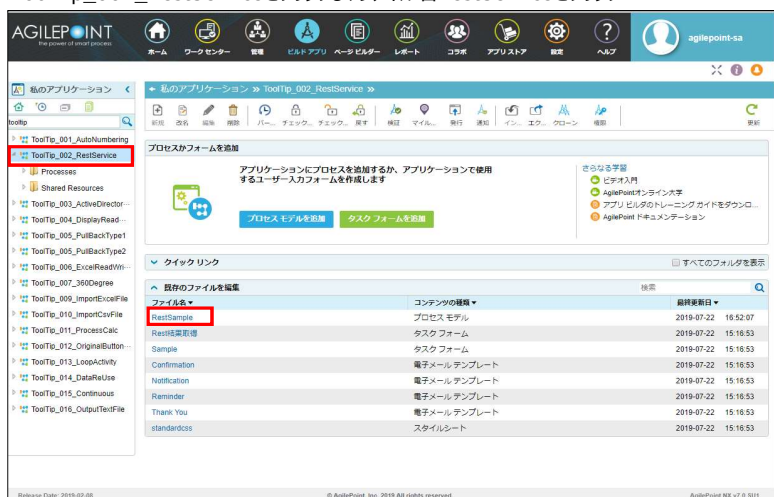 AGILEPOINT
the power of smart process
ホーム ワークセンター 管理 ビルド アプリ ページビルダー レポート コラボ アプリストア 設定 ヘルプ
agilepoint-sa
私のアプリケーション
私のアプリケーション >> ToolTip_002_RestService >>
tooltip
新規 改名 編集 削除 バー... チェック... チェック... 戻す 検証 マイル... 発行 通知 イン... エク... クローン 権限 更新
ToolTip_001_AutoNumbering
ToolTip_002_RestService
Processes
Shared Resources
ToolTip_003_ActiveDirector...
ToolTip_004_DisplayRead...
ToolTip_005_PullBackType1
ToolTip_005_PullBackType2
ToolTip_006_ExcelReadWri...
ToolTip_007_360Degree
ToolTip_009_ImportExcelFile
ToolTip_010_ImportCsvFile
ToolTip_011_ProcessCalc
ToolTip_012_OriginalButton...
ToolTip_013_LoopActivity
ToolTip_014_DataReUse
ToolTip_015_Continuous
ToolTip_016_OutputTextFile
プロセスかフォームを追加
アプリケーションにプロセスを追加するか、アプリケーションで使用
するユーザー入力フォームを作成します
プロセス モデルを追加 タスク フォームを追加
さらなる学習
ビデオ入門
AgilePointオンライン大学
アプリ ビルダのトレーニング ガイドをダウンロ...
AgilePoint ドキュメンテーション
クイック リンク すべてのフォルダを表示
既存のファイルを編集 検索
ファイル名 コンテンツの種類 最終更新日
RestSample プロセス モデル 2019-07-22 16:52:07
Rest結果取得 タスク フォーム 2019-07-22 15:16:53
Sample タスク フォーム 2019-07-22 15:16:53
Confirmation 電子メール テンプレート 2019-07-22 15:16:53
Notification 電子メール テンプレート 2019-07-22 15:16:53
Reminder 電子メール テンプレート 2019-07-22 15:16:53
Thank You 電子メール テンプレート 2019-07-22 15:16:53
standardcss スタイルシート 2019-07-22 15:16:53
Release Date: 2019-02-08 © AgilePoint, Inc. 2019 All rights reserved AgilePoint NX v7.0 SU1